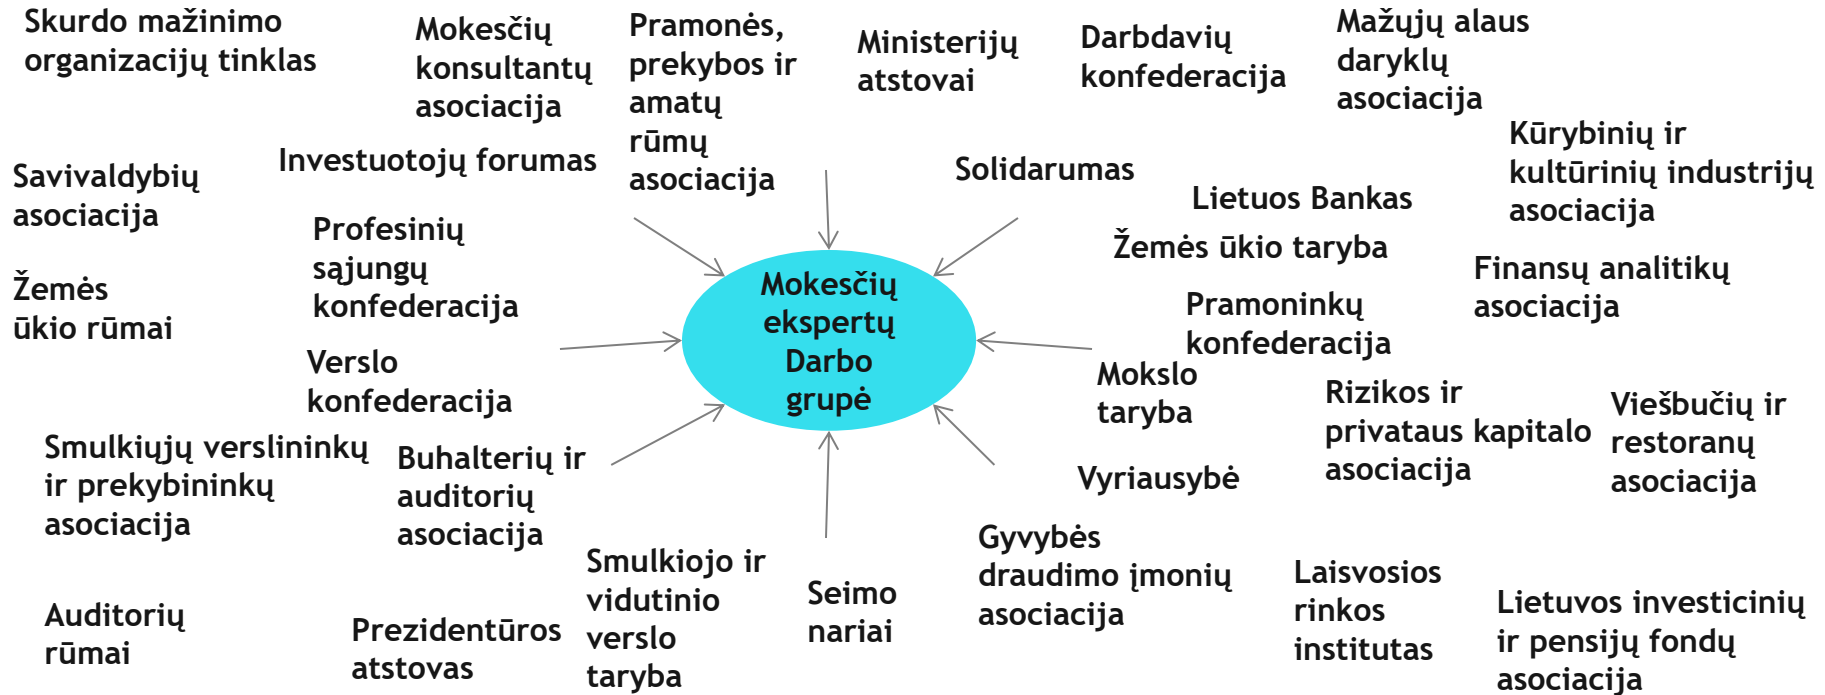 Skurdo mažinimo
organizacijų tinklas
Mokesčių
konsultantų
asociacija
Pramonės,
prekybos ir
amatų
rūmų
asociacija
Ministerijų
atstovai
Darbdavių
konfederacija
Mažųjų alaus
daryklų
asociacija
Kūrybinių ir
kultūrinių industrijų
asociacija
Savivaldybių
asociacija
Investuotojų forumas
Solidarumas
Lietuos Bankas
Žemės ūkio taryba
Profesinių
sąjungų
konfederacija
Finansų analitikų
asociacija
Žemės
ūkio rūmai
Mokesčių
ekspertų
Darbo
grupė
Pramoninkų
konfederacija
Verslo
konfederacija
Mokslo
taryba
Rizikos ir
privataus kapitalo
asociacija
Viešbučių ir
restoranų
asociacija
Smulkiųjų verslininkų
ir prekybininkų
asociacija
Buhalterių ir
auditorių
asociacija
Vyriausybė
Gyvybės
draudimo įmonių
asociacija
Smulkiojo ir
vidutinio
verslo
taryba
Seimo
nariai
Laisvosios
rinkos
institutas
Lietuvos investicinių
ir pensijų fondų
asociacija
Auditorių
rūmai
Prezidentūros
atstovas